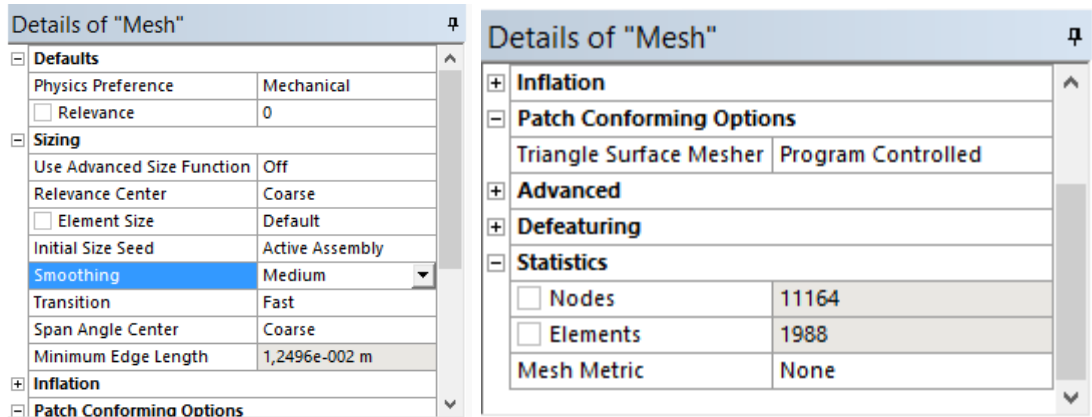 Details of "Mesh"
Defaults
Physics Preference Mechanical
Relevance 0
Sizing
Use Advanced Size Function Off
Relevance Center Coarse
Element Size Default
Initial Size Seed Active Assembly
Smoothing Medium
Transition Fast
Span Angle Center Coarse
Minimum Edge Length 1,2496e-002 m
Inflation
Patch Conforming Options
Details of "Mesh"
Inflation
Patch Conforming Options
Triangle Surface Mesher Program Controlled
Advanced
Defeaturing
Statistics
Nodes 11164
Elements 1988
Mesh Metric None